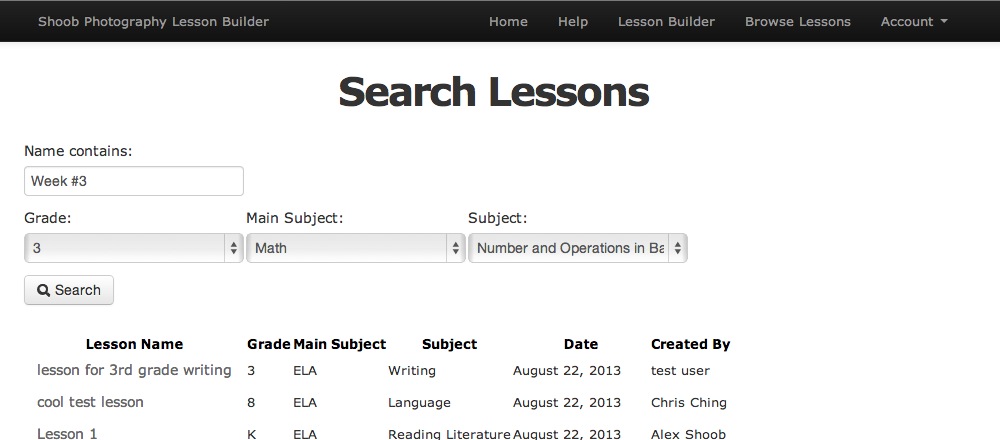 Shoob Photography Lesson Builder Home Help Lesson Builder Browse Lessons Account
Search Lessons
Name contains:
Week #3
Grade: Main Subject: Subject:
3 Math Number and Operations in Ba
Search
Lesson Name Grade Main Subject Subject Date Created By
lesson for 3rd grade writing 3 ELA Writing August 22, 2013 test user
cool test lesson 8 ELA Language August 22, 2013 Chris Ching
Lesson 1 K ELA Reading Literature August 22, 2013 Alex Shoob